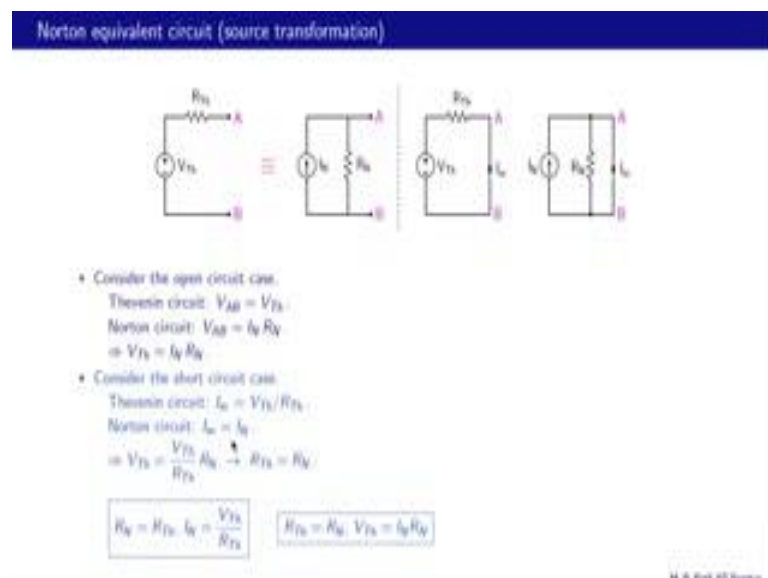 Norton equivalent circuit (source transformation)
R_Th A A R_Th A A
V_Th ≡ I_N R_N V_Th I_sc I_N R_N I_sc
B B B B
• Consider the open circuit case.
Thevenin circuit: V_AB = V_Th.
Norton circuit: V_AB = I_N R_N
⇒ V_Th = I_N R_N
• Consider the short circuit case.
Thevenin circuit: I_sc = V_Th/R_Th.
Norton circuit: I_sc = I_N
⇒ V_Th = V_Th/R_Th R_N → R_Th = R_N.
R_N = R_Th, I_N = V_Th/R_Th
R_Th = R_N, V_Th = I_N R_N